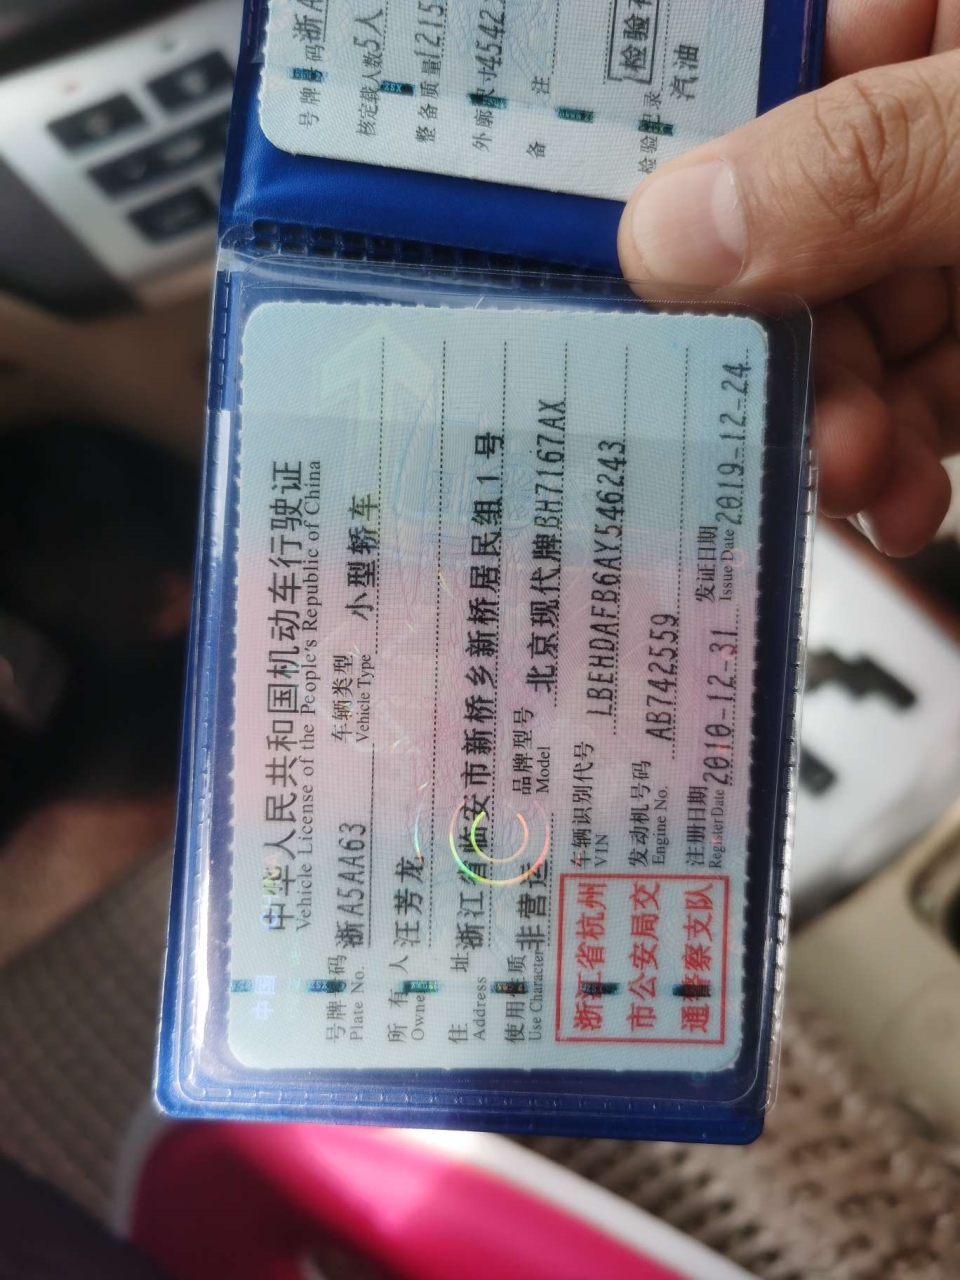 号牌号码 浙A
核定载人数 5人
整备质量 1215
外廓尺寸 4542
备 注
检验记录
检验有
汽油
中国
中华人民共和国机动车行驶证
Vehicle License of the People's Republic of China
号牌号码 浙A5AA63 车辆类型 小型轿车
Plate No. Vehicle Type
所有人 汪芳龙
Owner
住 址 浙江省临安市新桥乡新桥居民组1号
Address
使用性质 非营运 品牌型号 北京现代牌BH7167AX
Use Character Model
浙江省杭州
市公安局交
通警察支队
车辆识别代号 LBEHDAFB6AY546243
VIN
发动机号码 AB742559
Engine No.
注册日期 2010-12-31 发证日期 2019-12-24
Register Date Issue Date